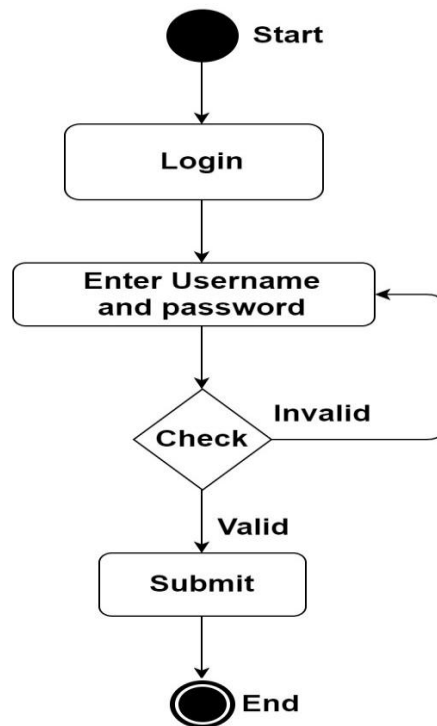 Start
Login
Enter Username
and password
Check
Invalid
Valid
Submit
End